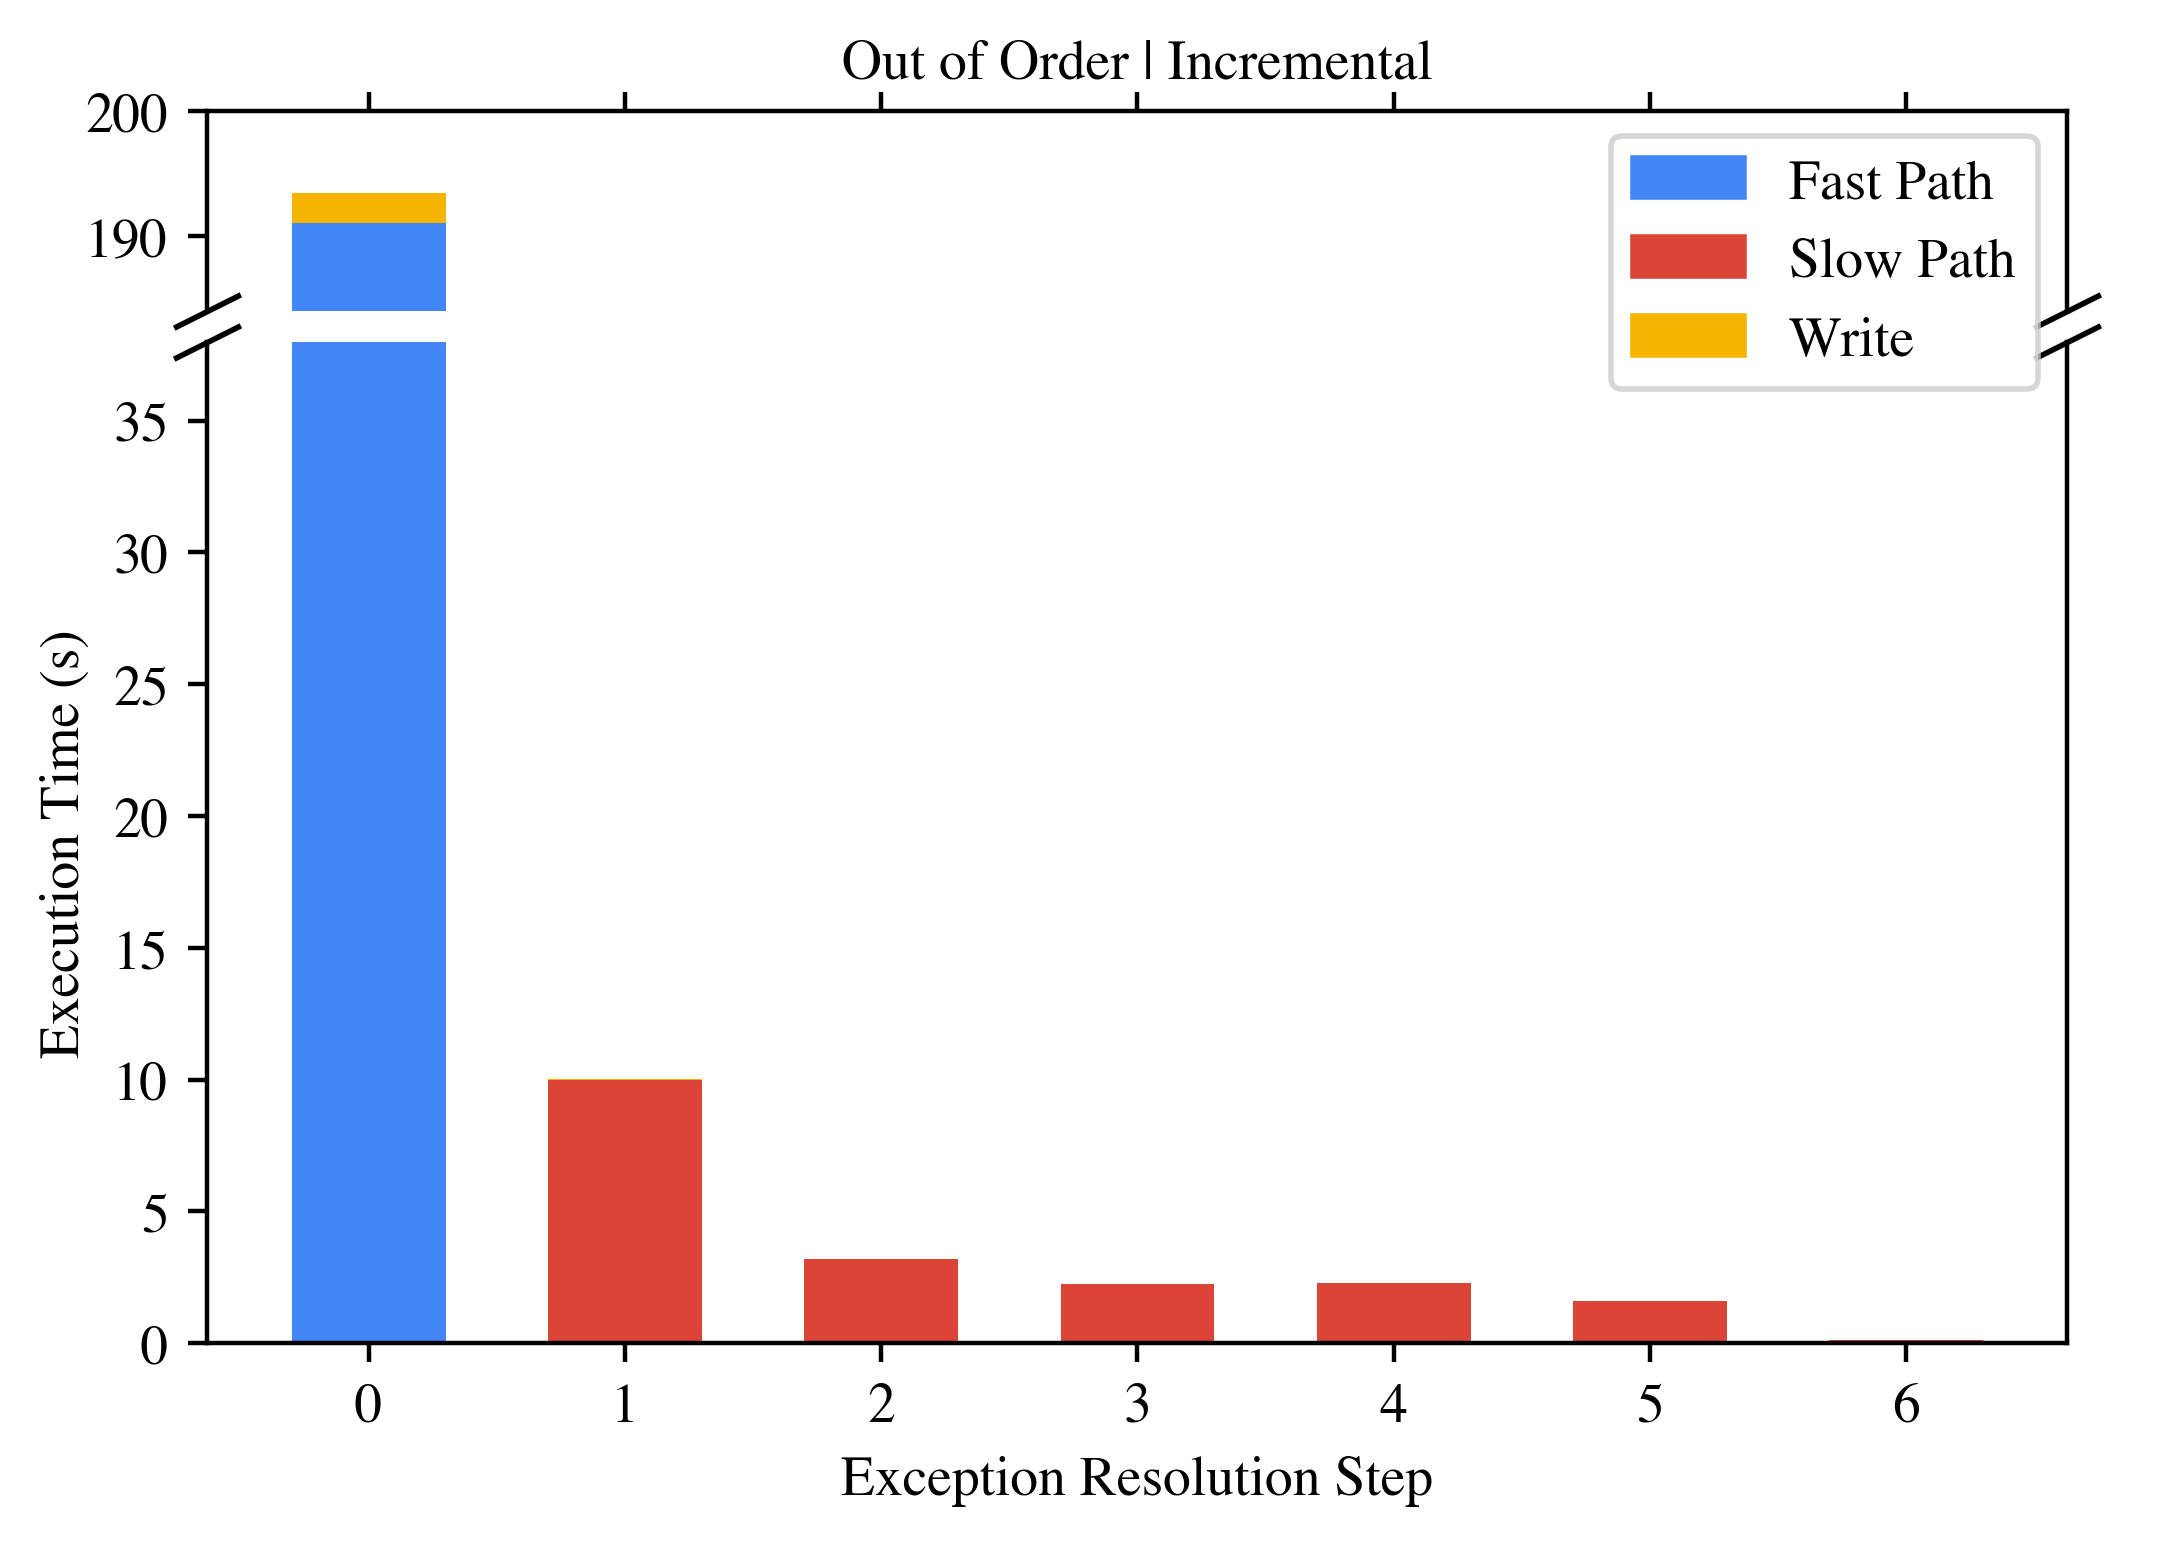 Out of Order | Incremental
200
190
35
30
25
20
15
10
5
0
Execution Time (s)
Fast Path
Slow Path
Write
0 1 2 3 4 5 6
Exception Resolution Step